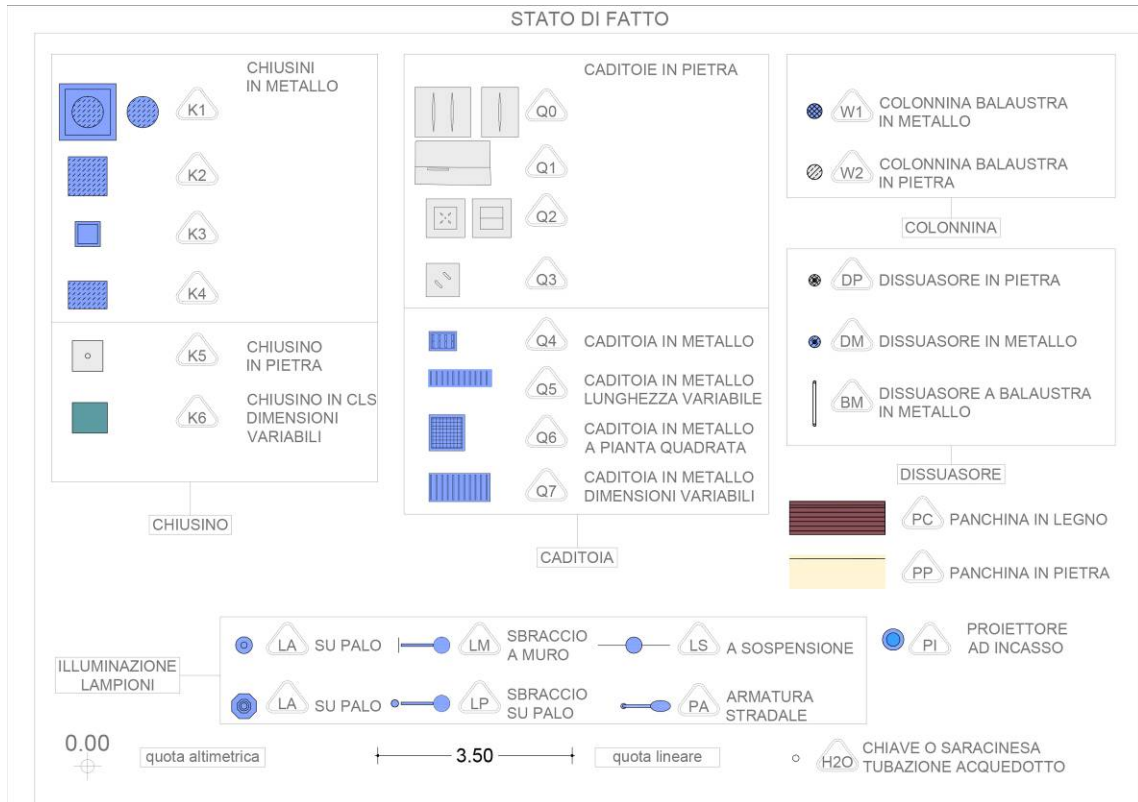 STATO DI FATTO
CHIUSINI
IN METALLO
K1
K2
K3
K4
K5
CHIUSINO
IN PIETRA
K6
CHIUSINO IN CLS
DIMENSIONI
VARIABILI
CHIUSINO
CADITOIE IN PIETRA
Q0
Q1
Q2
Q3
Q4
CADITOIA IN METALLO
Q5
CADITOIA IN METALLO
LUNGHEZZA VARIABILE
Q6
CADITOIA IN METALLO
A PIANTA QUADRATA
Q7
CADITOIA IN METALLO
DIMENSIONI VARIABILI
CADITOIA
W1
COLONNINA BALAUSTRA
IN METALLO
W2
COLONNINA BALAUSTRA
IN PIETRA
COLONNINA
DP
DISSUASORE IN PIETRA
DM
DISSUASORE IN METALLO
BM
DISSUASORE A BALAUSTRA
IN METALLO
DISSUASORE
PC
PANCHINA IN LEGNO
PP
PANCHINA IN PIETRA
ILLUMINAZIONE
LAMPIONI
LA
SU PALO
LM
SBRACCIO
A MURO
LS
A SOSPENSIONE
LA
SU PALO
LP
SBRACCIO
SU PALO
PA
ARMATURA
STRADALE
PI
PROIETTORE
AD INCASSO
0.00
quota altimetrica
3.50
quota lineare
H2O
CHIAVE O SARACINESA
TUBAZIONE ACQUEDOTTO